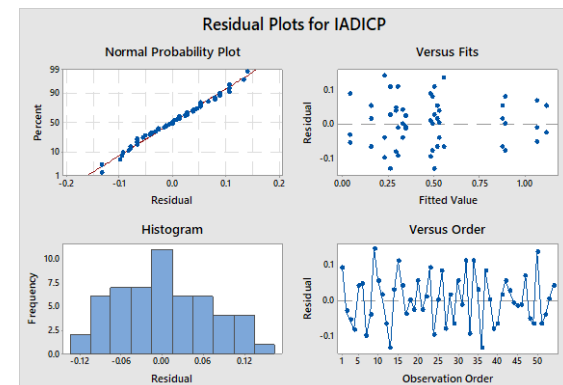 Residual Plots for IADICP
Normal Probability Plot
Percent
99
90
50
10
1
-0.2 -0.1 0.0 0.1 0.2
Residual
Versus Fits
Residual
0.1
0.0
-0.1
0.00 0.25 0.50 0.75 1.00
Fitted Value
Histogram
Frequency
10.0
7.5
5.0
2.5
0.0
-0.12 -0.06 0.00 0.06 0.12
Residual
Versus Order
Residual
0.1
0.0
-0.1
1 5 10 15 20 25 30 35 40 45 50
Observation Order